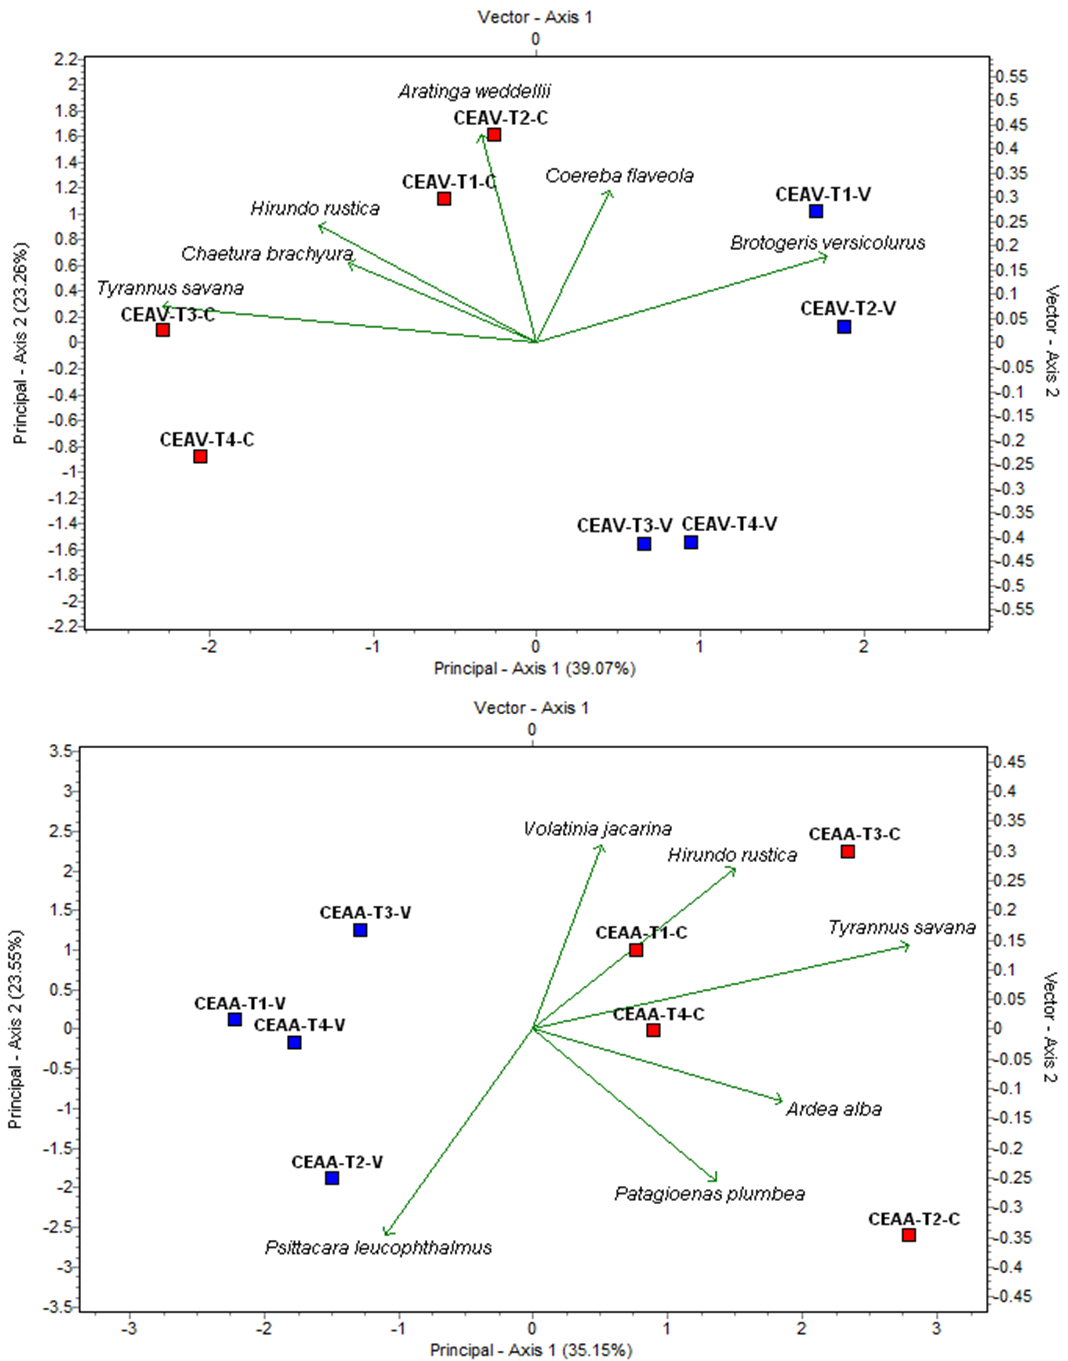 Vector - Axis 1
0
2.2
2
1.8
1.6
1.4
1.2
1
0.8
0.6
0.4
0.2
0
-0.2
-0.4
-0.6
-0.8
-1
-1.2
-1.4
-1.6
-1.8
-2
-2.2
Principal - Axis 2 (23.26%)
Aratinga weddellii
CEAV-T2-C
CEAV-T1-C
Coereba flaveola
CEAV-T1-V
Hirundo rustica
Brotogeris versicolurus
Chaetura brachyura
Tyrannus savana
CEAV-T3-C
CEAV-T2-V
CEAV-T4-C
CEAV-T3-V CEAV-T4-V
0.55
0.5
0.45
0.4
0.35
0.3
0.25
0.2
0.15
0.1
0.05
0
-0.05
-0.1
-0.15
-0.2
-0.25
-0.3
-0.35
-0.4
-0.45
-0.5
-0.55
Vector - Axis 2
-2 -1 0 1 2
Principal - Axis 1 (39.07%)
Vector - Axis 1
0
3.5
3
2.5
2
1.5
1
0.5
0
-0.5
-1
-1.5
-2
-2.5
-3
-3.5
Principal - Axis 2 (23.55%)
Volatinia jacarina
CEAA-T3-C
Hirundo rustica
CEAA-T3-V
CEAA-T1-C
Tyrannus savana
CEAA-T1-V
CEAA-T4-V
CEAA-T4-C
Ardea alba
CEAA-T2-V
Patagioenas plumbea
CEAA-T2-C
Psittacara leucophthalmus
0.45
0.4
0.35
0.3
0.25
0.2
0.15
0.1
0.05
0
-0.05
-0.1
-0.15
-0.2
-0.25
-0.3
-0.35
-0.4
-0.45
Vector - Axis 2
-3 -2 -1 0 1 2 3
Principal - Axis 1 (35.15%)